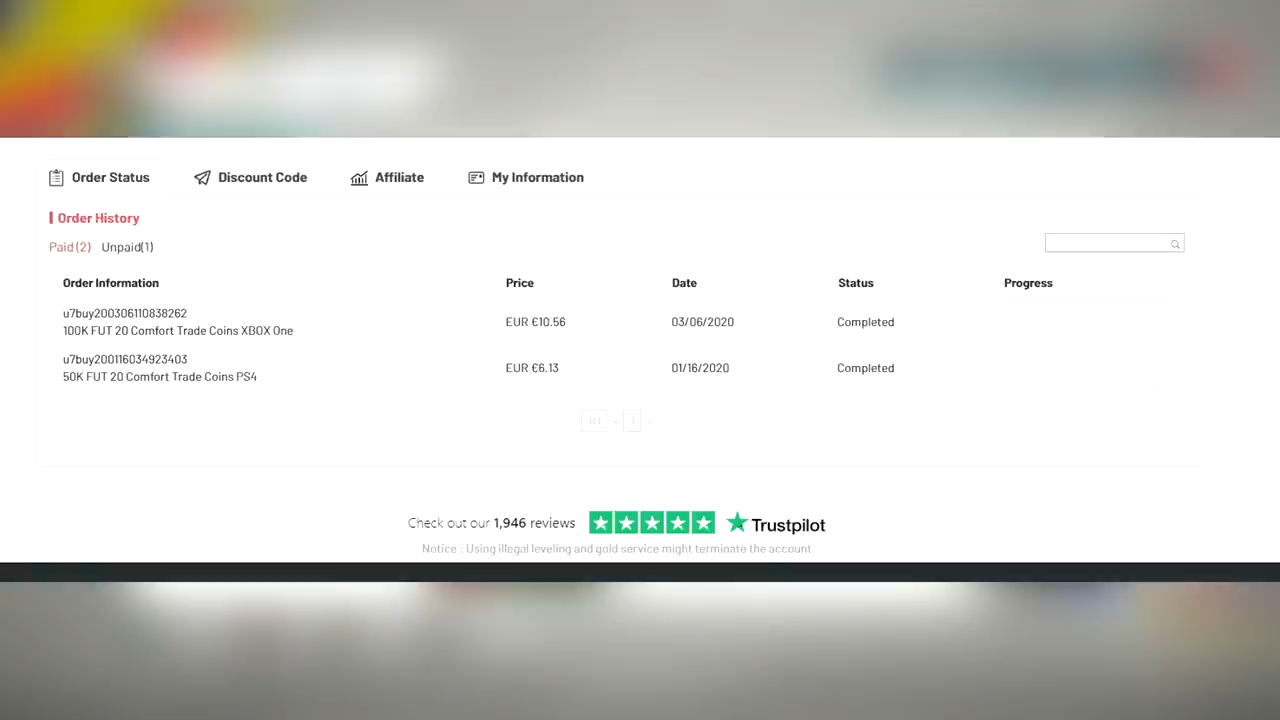 Order Status Discount Code Affiliate My Information
Order History
Paid (2) Unpaid(1)
Order Information Price Date Status Progress
u7buy200306110838262
100K FUT 20 Comfort Trade Coins XBOX One EUR €10.56 03/06/2020 Completed
u7buy200116034923403
50K FUT 20 Comfort Trade Coins PS4 EUR €6.13 01/16/2020 Completed
1/1 < 1 >
Check out our 1,946 reviews Trustpilot
Notice : Using illegal leveling and gold service might terminate the account